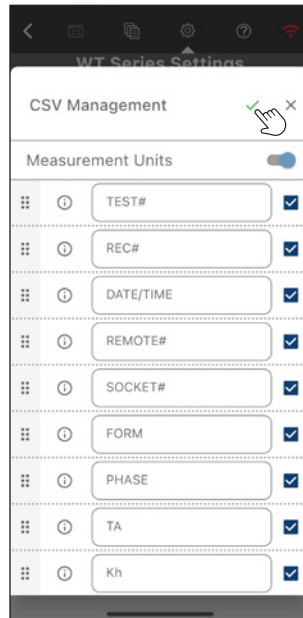 WT Series Settings
CSV Management
Measurement Units
TEST#
REC#
DATE/TIME
REMOTE#
SOCKET#
FORM
PHASE
TA
Kh